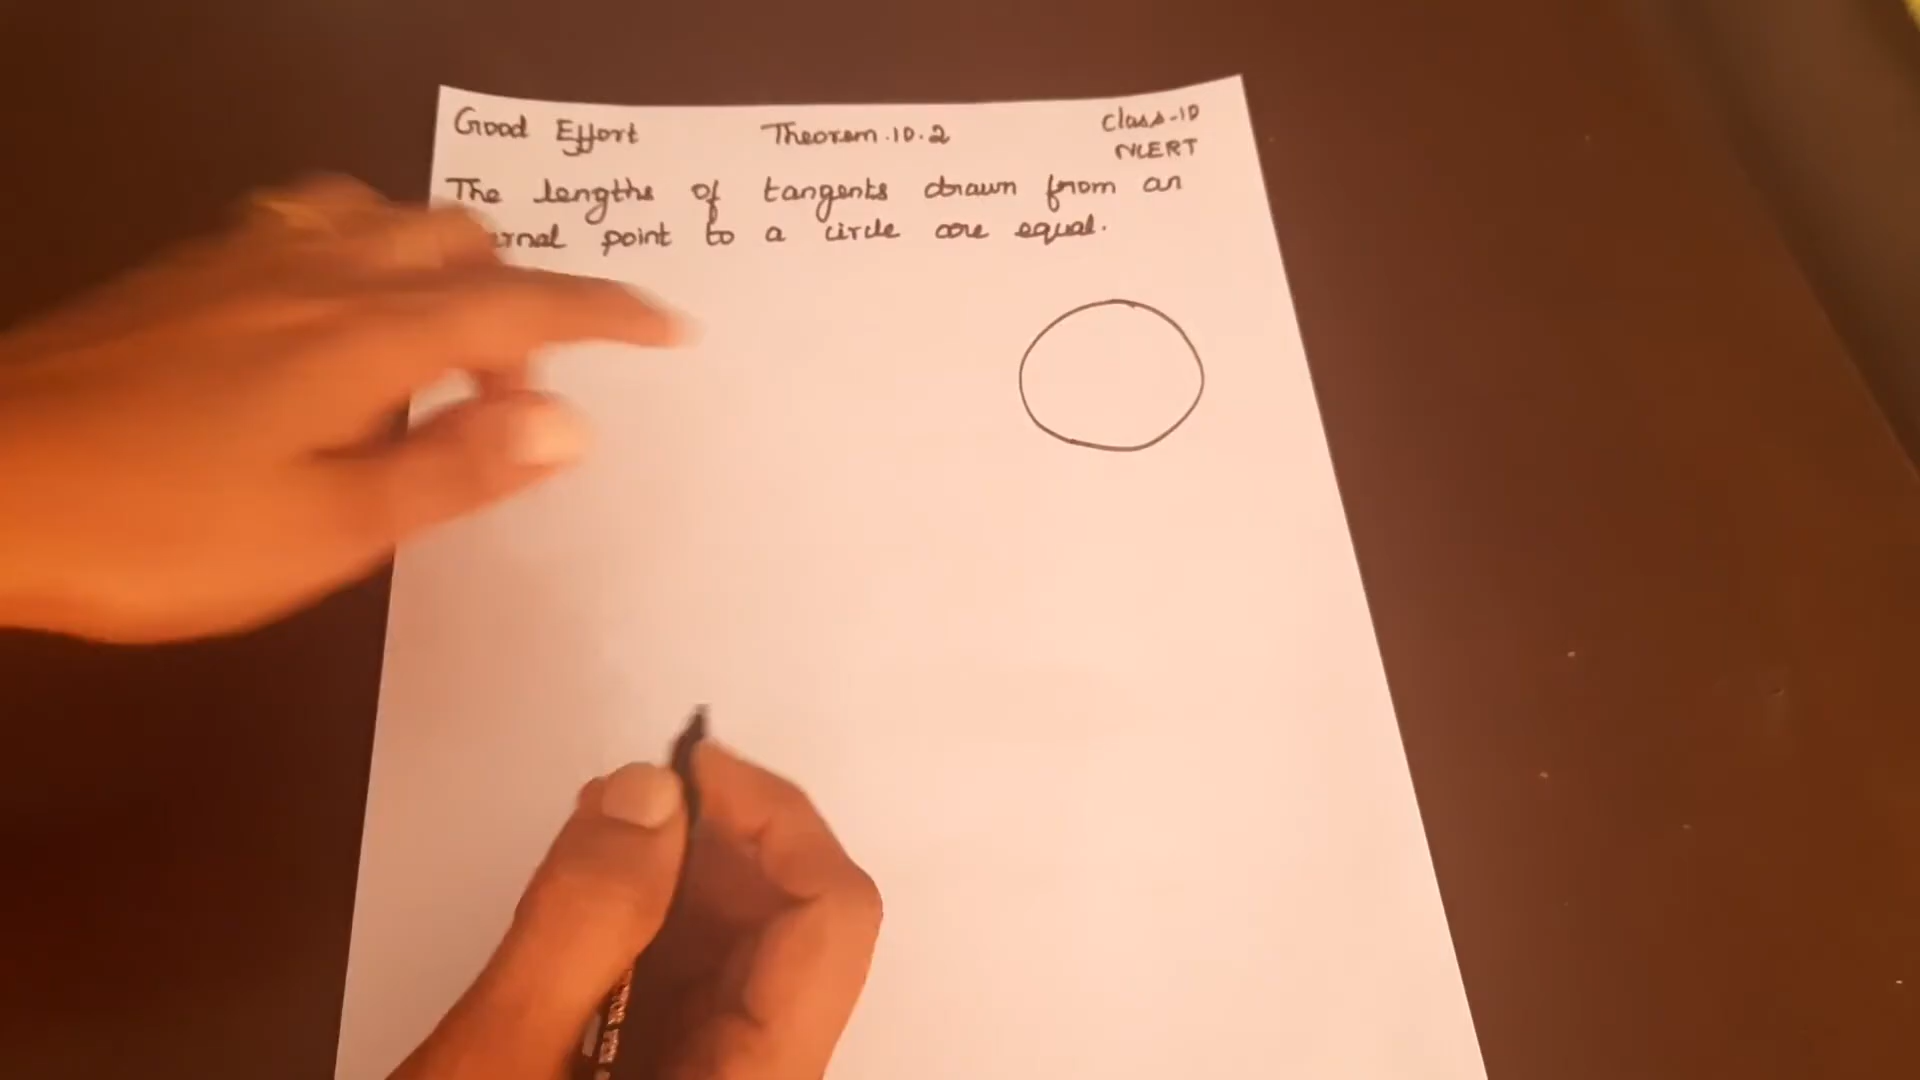 Good Effort Theorem.10.2 Class-10
NCERT
The lengths of tangents drawn from an
point to a circle are equal.